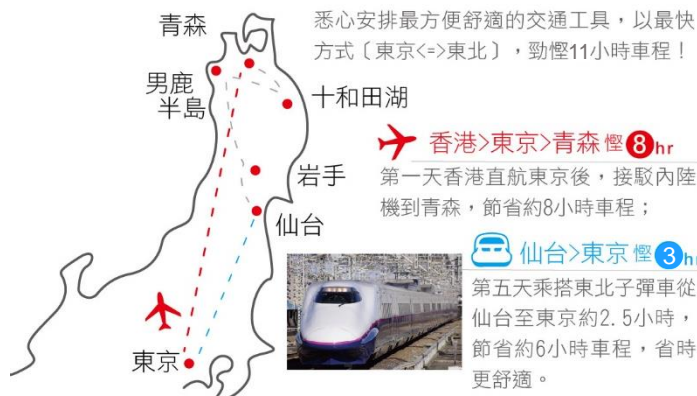 悉心安排最方便舒適的交通工具，以最快
方式〔東京<=>東北〕，勁慳11小時車程！
青森
男鹿
半島
十和田湖
岩手
仙台
東京
香港>東京>青森慳8hr
第一天香港直航東京後，接駁內陸
機到青森，節省約8小時車程；
仙台>東京慳3h
第五天乘搭東北子彈車從
仙台至東京約2.5小時，
節省約6小時車程，省時
更舒適。